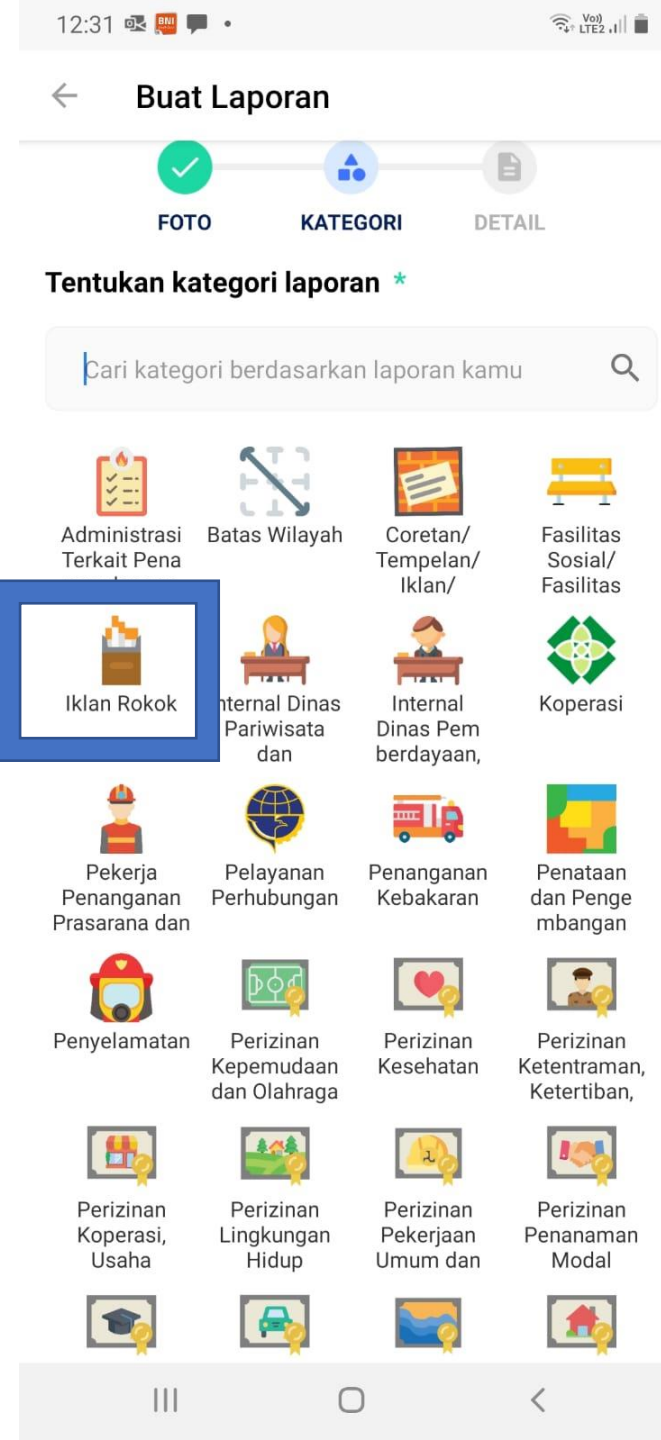 12:31
BNI
Vo))
LTE2
Buat Laporan
FOTO
KATEGORI
DETAIL
Tentukan kategori laporan *
Cari kategori berdasarkan laporan kamu
Administrasi
Terkait Pena
Batas Wilayah
Coretan/
Tempelan/
Iklan/
Fasilitas
Sosial/
Fasilitas
Iklan Rokok
nternal Dinas
Pariwisata
dan
Internal
Dinas Pem
berdayaan,
Koperasi
Pekerja
Penanganan
Prasarana dan
Pelayanan
Perhubungan
Penanganan
Kebakaran
Penataan
dan Penge
mbangan
Penyelamatan
Perizinan
Kepemudaan
dan Olahraga
Perizinan
Kesehatan
Perizinan
Ketentraman,
Ketertiban,
Perizinan
Koperasi,
Usaha
Perizinan
Lingkungan
Hidup
Perizinan
Pekerjaan
Umum dan
Perizinan
Penanaman
Modal